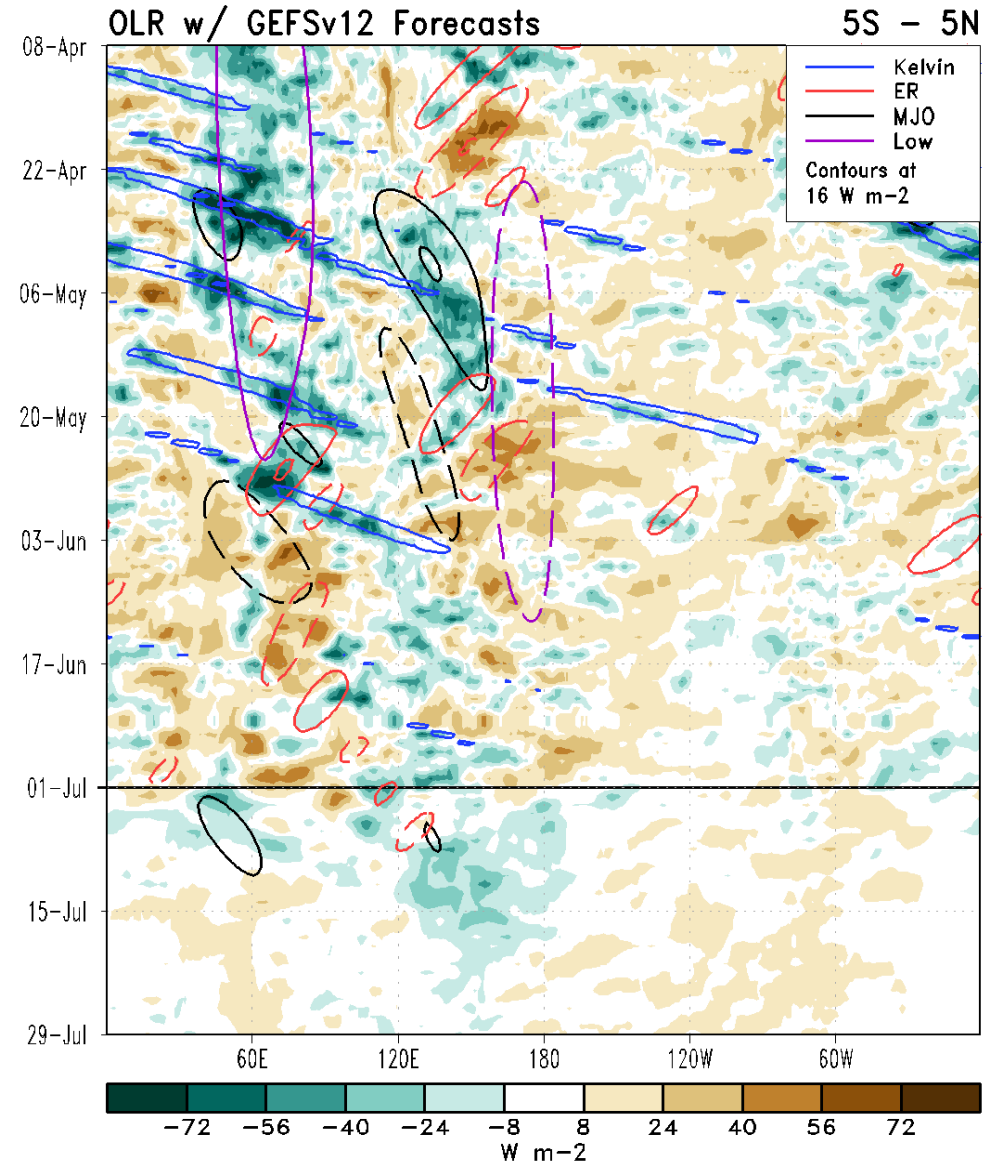 OLR w/ GEFSv12 Forecasts 5S - 5N
08-Apr
22-Apr
06-May
20-May
03-Jun
17-Jun
01-Jul
15-Jul
29-Jul
Kelvin
ER
MJO
Low
Contours at
16 W m-2
60E 120E 180 120W 60W
-72 -56 -40 -24 -8 8 24 40 56 72
W m-2